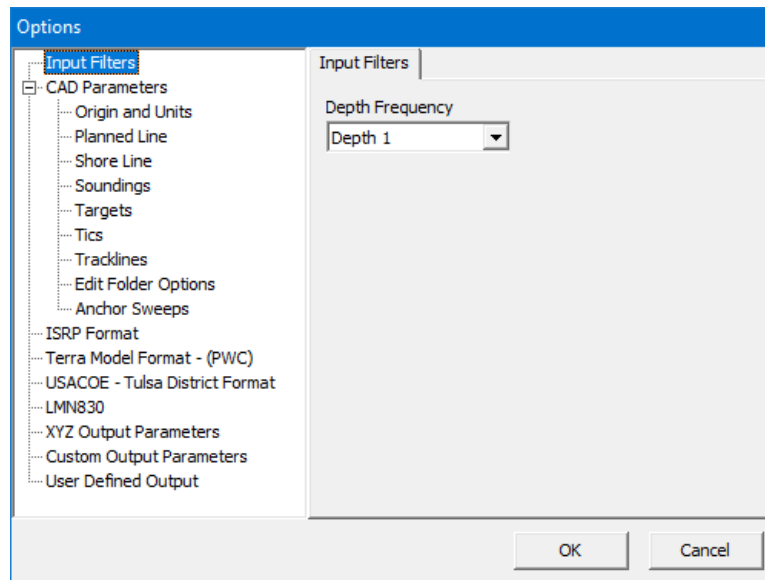 Options
Input Filters
CAD Parameters
Origin and Units
Planned Line
Shore Line
Soundings
Targets
Tics
Tracklines
Edit Folder Options
Anchor Sweeps
ISRP Format
Terra Model Format - (PWC)
USACOE - Tulsa District Format
LMN830
XYZ Output Parameters
Custom Output Parameters
User Defined Output
Input Filters
Depth Frequency
Depth 1
OK
Cancel